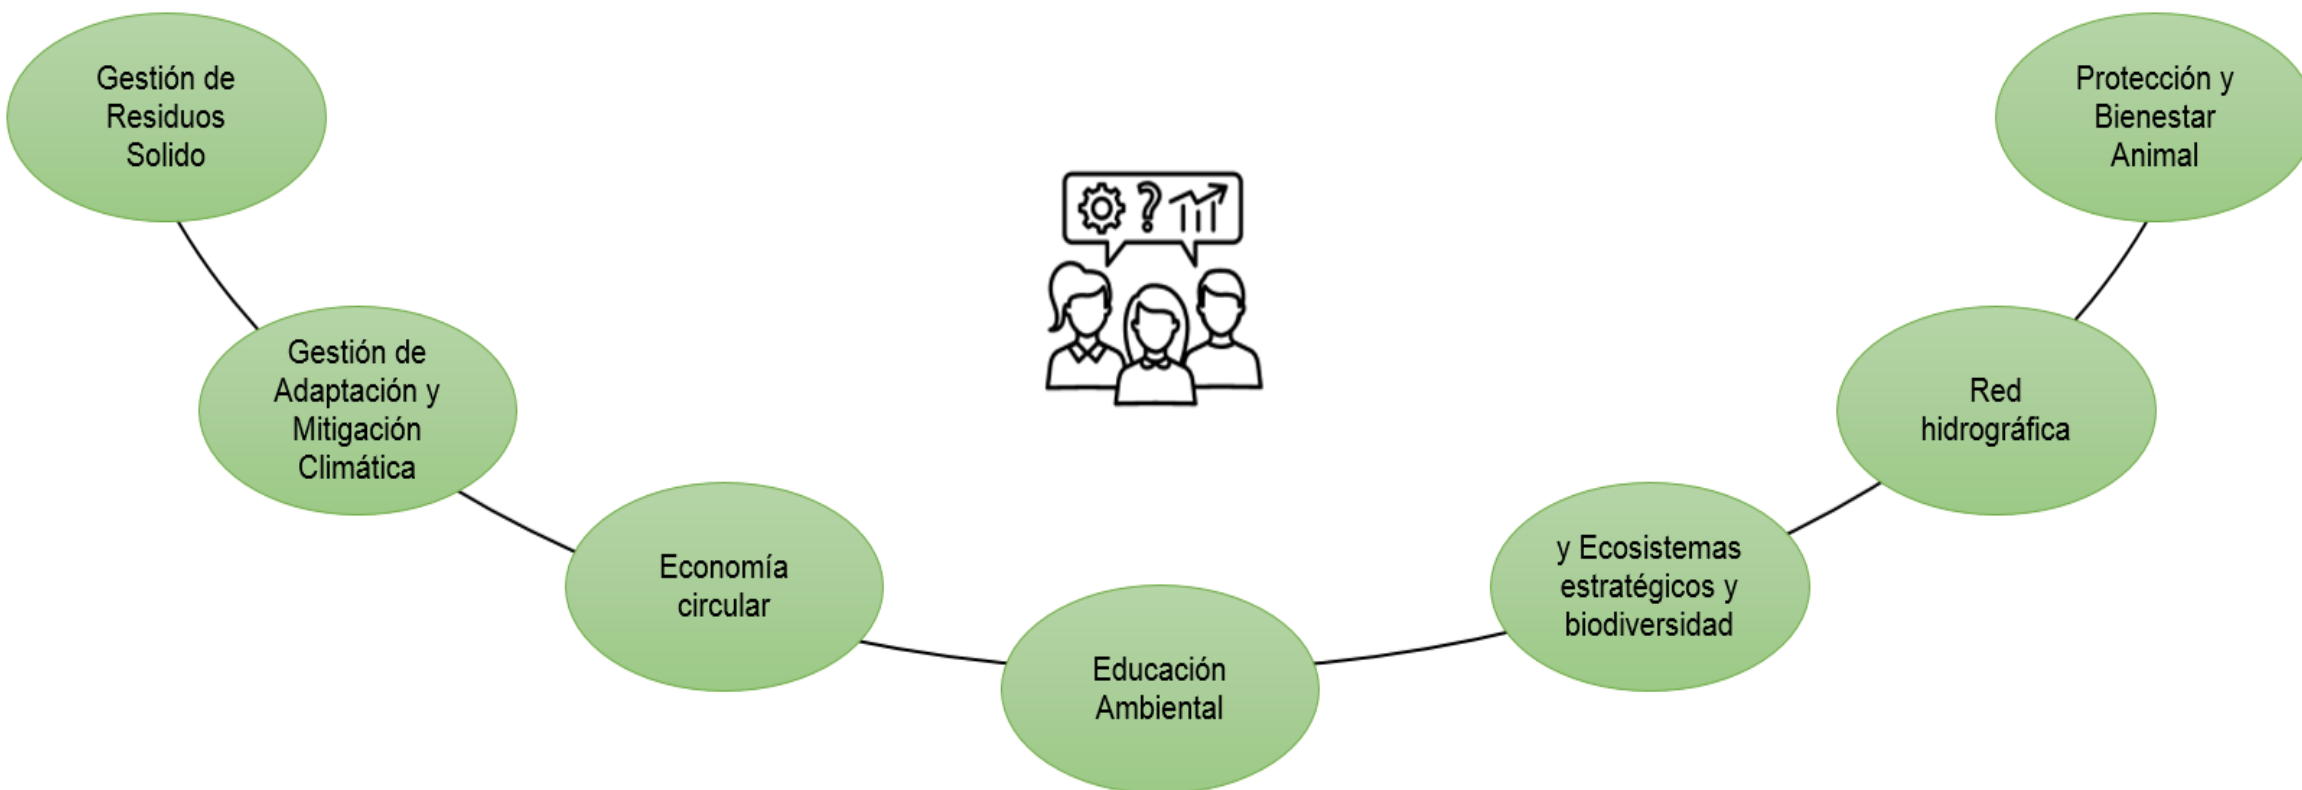 Gestión de
Residuos
Solido
Gestión de
Adaptación y
Mitigación
Climática
Economía
circular
Educación
Ambiental
y Ecosistemas
estratégicos y
biodiversidad
Red
hidrográfica
Protección y
Bienestar
Animal
?